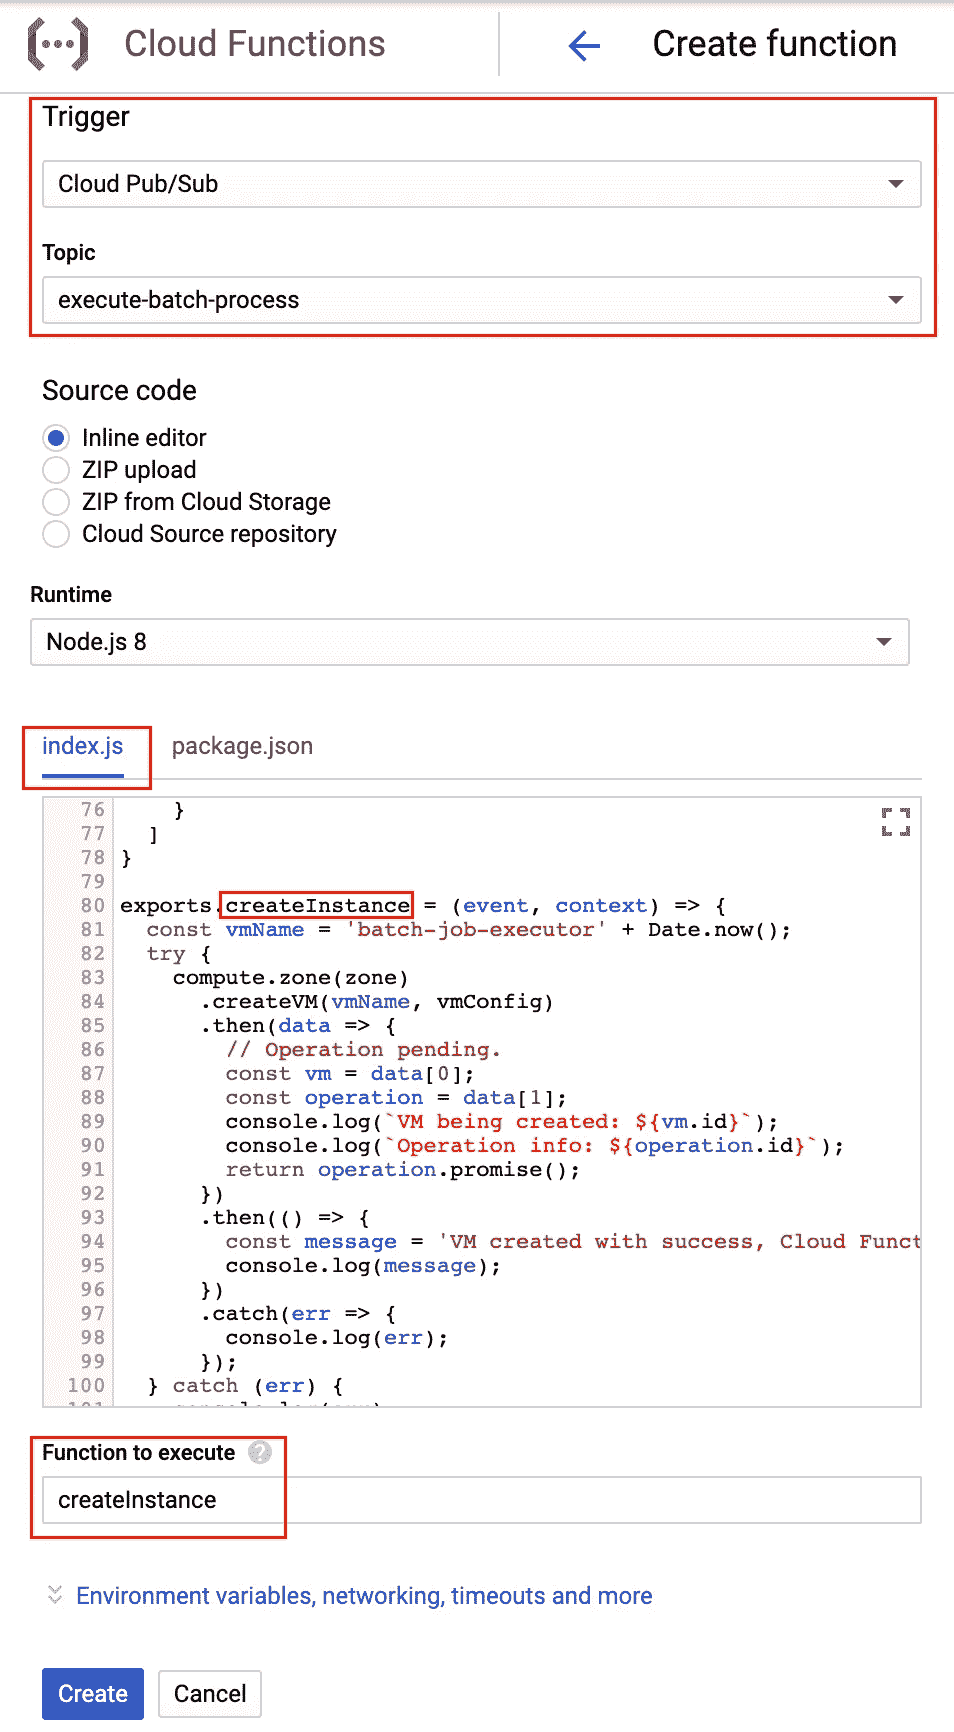 Cloud Functions
Create function
Trigger
Cloud Pub/Sub
Topic
execute-batch-process
Source code
Inline editor
ZIP upload
ZIP from Cloud Storage
Cloud Source repository
Runtime
Node.js 8
index.js package.json
76 }
77 ]
78 }
79
80 exports.createInstance = (event, context) => {
81 const vmName = 'batch-job-executor' + Date.now();
82 try {
83 compute.zone(zone)
84 .createVM(vmName, vmConfig)
85 .then(data => {
86 // Operation pending.
87 const vm = data[0];
88 const operation = data[1];
89 console.log(`VM being created: ${vm.id}`);
90 console.log(`Operation info: ${operation.id}`);
91 return operation.promise();
92 })
93 .then(() => {
94 const message = 'VM created with success, Cloud Funct
95 console.log(message);
96 })
97 .catch(err => {
98 console.log(err);
99 });
100 } catch (err) {
Function to execute ?
createInstance
Environment variables, networking, timeouts and more
Create Cancel